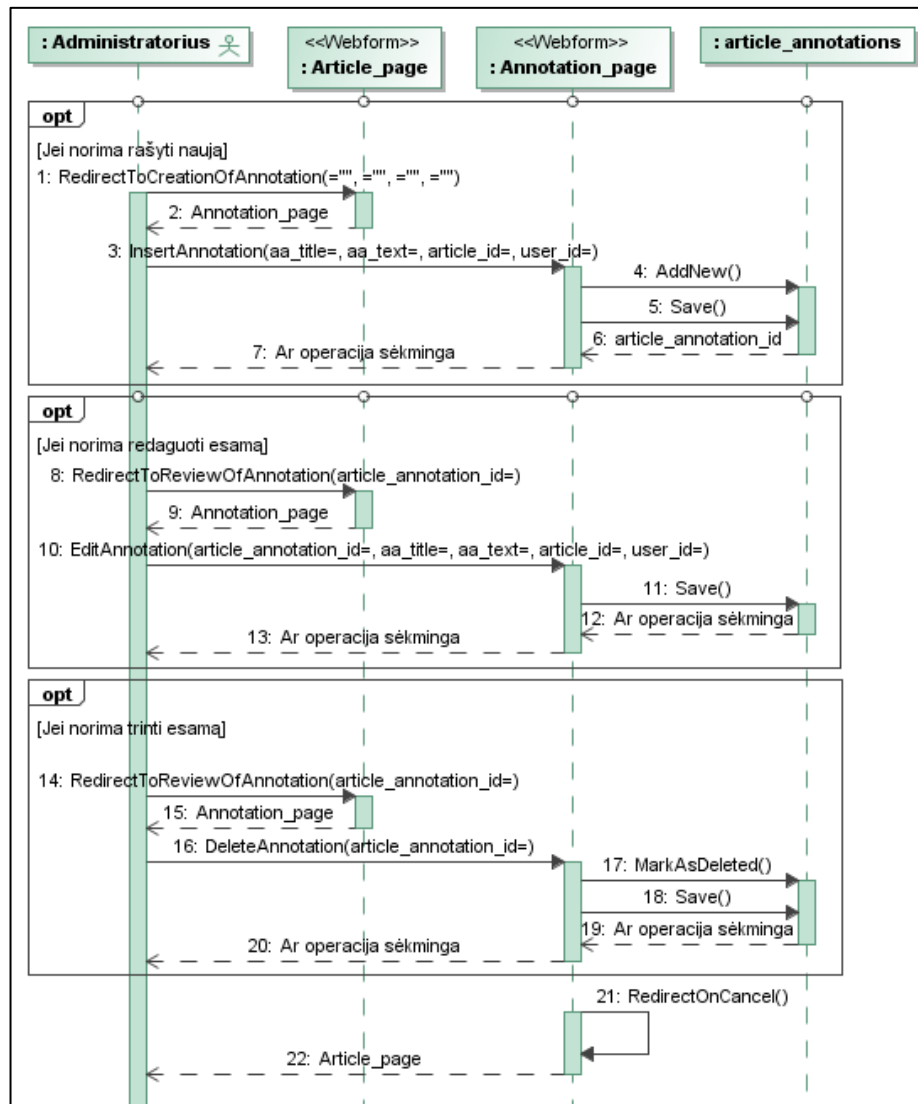 : Administratorius
<<Webform>>
: Article_page
<<Webform>>
: Annotation_page
: article_annotations
opt
[Jei norima rašyti naują]
1: RedirectToCreationOfAnnotation(="", ="", ="", ="")
2: Annotation_page
3: InsertAnnotation(aa_title=, aa_text=, article_id=, user_id=)
4: AddNew()
5: Save()
6: article_annotation_id
7: Ar operacija sėkminga
opt
[Jei norima redaguoti esamą]
8: RedirectToReviewOfAnnotation(article_annotation_id=)
9: Annotation_page
10: EditAnnotation(article_annotation_id=, aa_title=, aa_text=, article_id=, user_id=)
11: Save()
12: Ar operacija sėkminga
13: Ar operacija sėkminga
opt
[Jei norima trinti esamą]
14: RedirectToReviewOfAnnotation(article_annotation_id=)
15: Annotation_page
16: DeleteAnnotation(article_annotation_id=)
17: MarkAsDeleted()
18: Save()
19: Ar operacija sėkminga
20: Ar operacija sėkminga
21: RedirectOnCancel()
22: Article_page